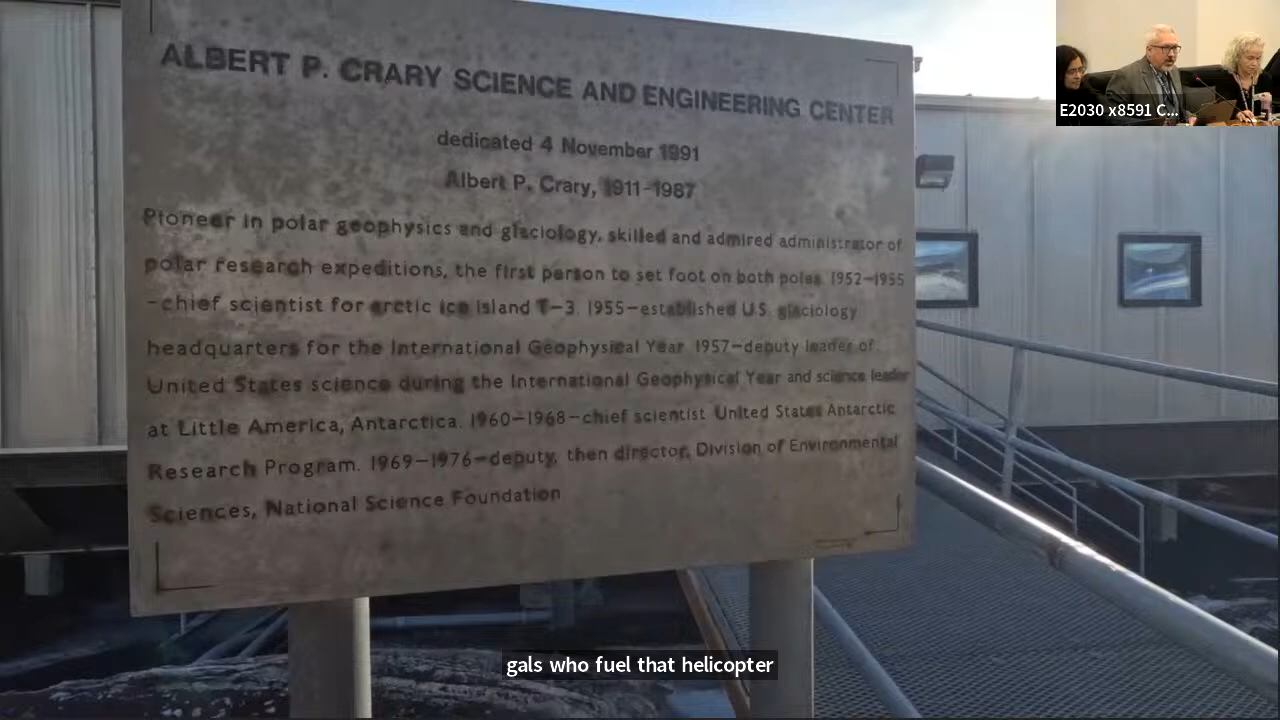 ALBERT P. CRARY SCIENCE AND ENGINEERING CENTER
dedicated 4 November 1991
Albert P. Crary, 1911-1987
Pioneer in polar geophysics and glaciology, skilled and admired administrator of
polar research expeditions, the first person to set foot on both poles. 1952-1955
-chief scientist for arctic ice island T-3. 1955-established U.S. glaciology
headquarters for the International Geophysical Year 1957-deputy leader of
United States science during the International Geophysical Year and science leader
at Little America, Antarctica. 1960-1968-chief scientist United States Antarctic
Research Program. 1969-1976-deputy, then director, Division of Environmental
Sciences, National Science Foundation
E2030 x8591 C...
gals who fuel that helicopter